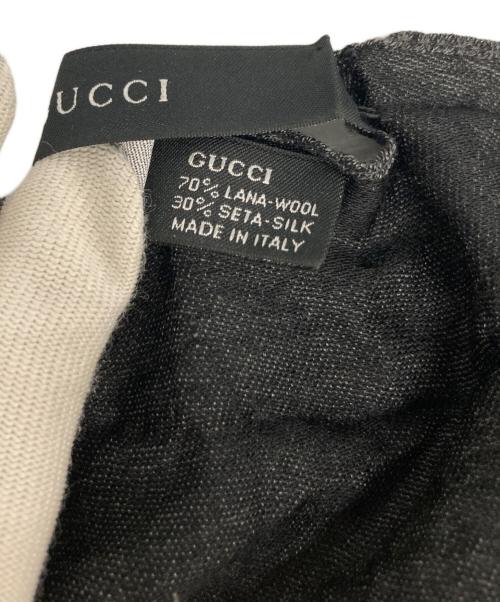 UCCI
GUCCI
70% LANA-WOOL
30% SETA-SILK
MADE IN ITALY